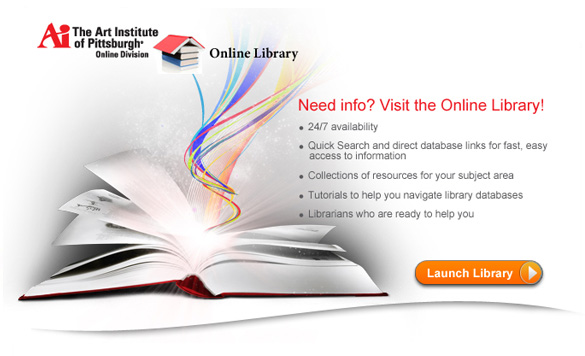 Ai The Art Institute
of Pittsburgh®
Online Division
Online Library
Need info? Visit the Online Library!
• 24/7 availability
• Quick Search and direct database links for fast, easy
access to information
• Collections of resources for your subject area
• Tutorials to help you navigate library databases
• Librarians who are ready to help you
Launch Library